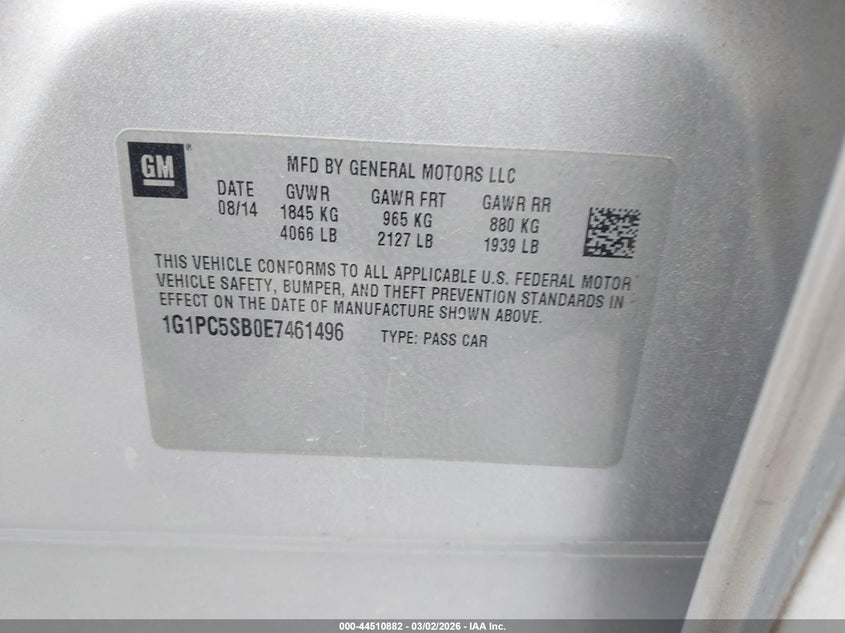 GM
MFD BY GENERAL MOTORS LLC
DATE GVWR GAWR FRT GAWR RR
08/14 1845 KG 965 KG 880 KG
4066 LB 2127 LB 1939 LB
THIS VEHICLE CONFORMS TO ALL APPLICABLE U.S. FEDERAL MOTOR
VEHICLE SAFETY, BUMPER, AND THEFT PREVENTION STANDARDS IN
EFFECT ON THE DATE OF MANUFACTURE SHOWN ABOVE.
1G1PC5SB0E7461496 TYPE: PASS CAR
000-44510882 - 03/02/2026 - IAA Inc.